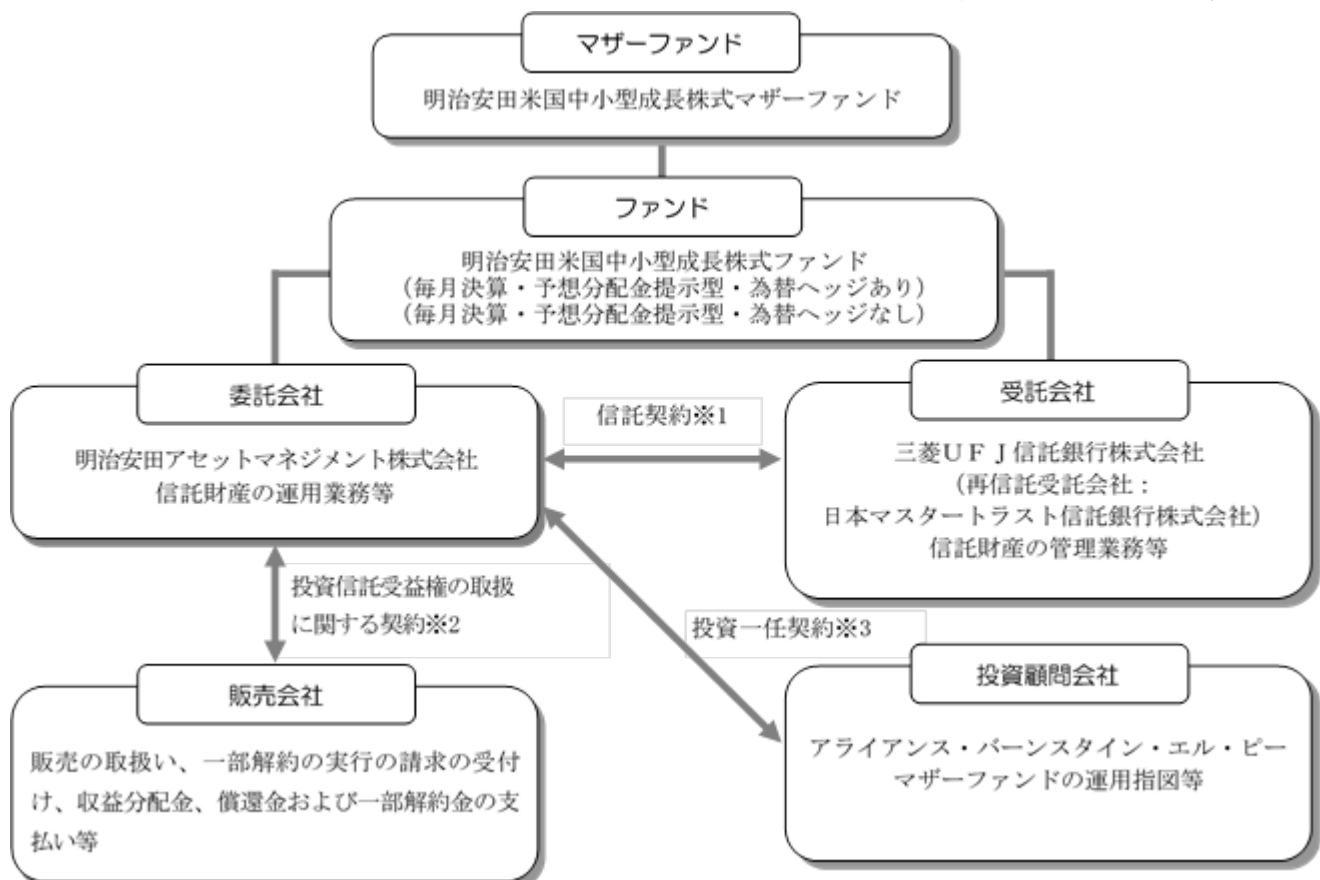 マザーファンド
明治安田米国中小型成長株式マザーファンド
ファンド
明治安田米国中小型成長株式ファンド
(毎月決算・予想分配金提示型・為替ヘッジあり)
(毎月決算・予想分配金提示型・為替ヘッジなし)
委託会社
明治安田アセットマネジメント株式会社
信託財産の運用業務等
信託契約※1
受託会社
三菱UFJ信託銀行株式会社
(再信託受託会社：
日本マスタートラスト信託銀行株式会社)
信託財産の管理業務等
投資信託受益権の取扱
に関する契約※2
投資一任契約※3
販売会社
販売の取扱い、一部解約の実行の請求の受付
け、収益分配金、償還金および一部解約金の支
払い等
投資顧問会社
アライアンス・バーンスタイン・エル・ピー
マザーファンドの運用指図等